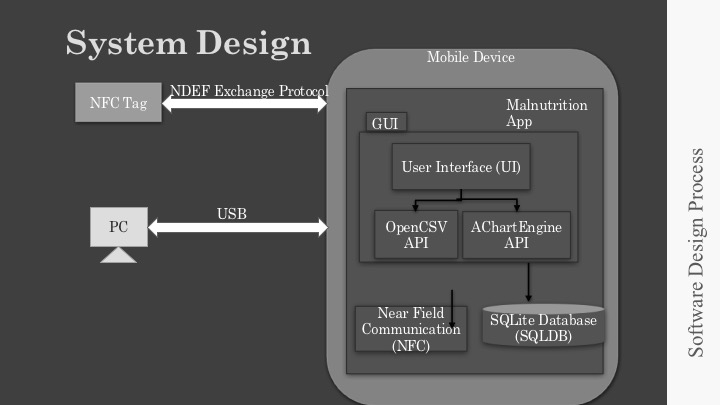 System Design
Mobile Device
NFC Tag
NDEF Exchange Protocol
Malnutrition
App
GUI
User Interface (UI)
PC
USB
OpenCSV
API
AChartEngine
API
Near Field
Communication
(NFC)
SQLite Database
(SQLDB)
Software Design Process